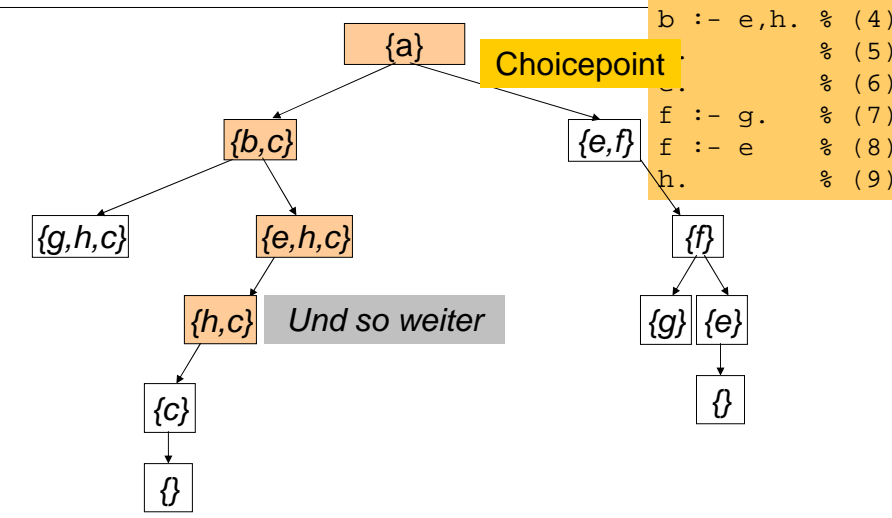 b :- e,h. % (4)
{a}
Choicepoint
. % (5)
. % (6)
{b,c}
{e,f}
f :- g. % (7)
f :- e % (8)
h. % (9)
{g,h,c}
{e,h,c}
{f}
{h,c}
Und so weiter
{g}
{e}
{c}
{}
{}